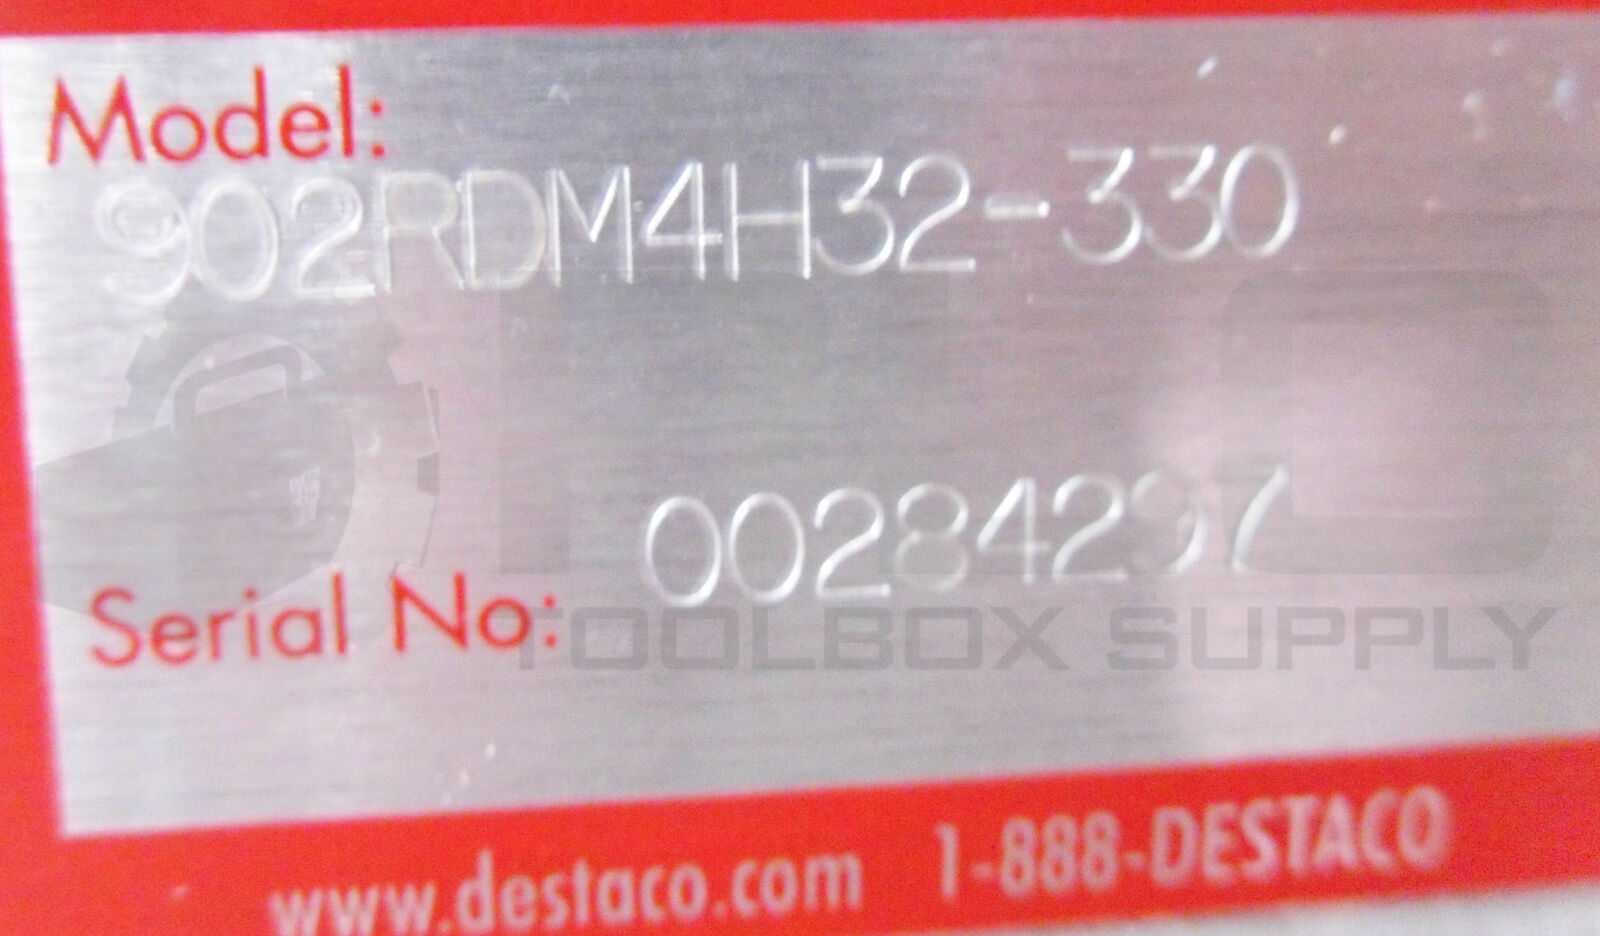 Model:
902RDM4H32-330
00284297
Serial No:
TOOLBOX SUPPLY
www.destaco.com 1-888-DESTACO